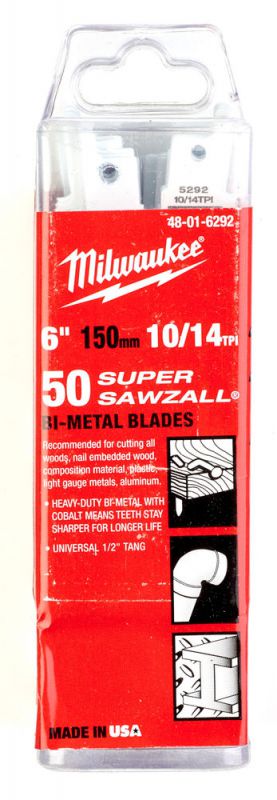 5292
10/14TPI
48-01-6292
Milwaukee®
6" 150mm 10/14TPI
50 SUPER
SAWZALL®
BI-METAL BLADES
Recommended for cutting all
woods, nail embedded wood,
composition material, plastic,
light gauge metals, aluminum.
• HEAVY-DUTY BI-METAL WITH
COBALT MEANS TEETH STAY
SHARPER FOR LONGER LIFE
• UNIVERSAL 1/2" TANG
MADE IN USA